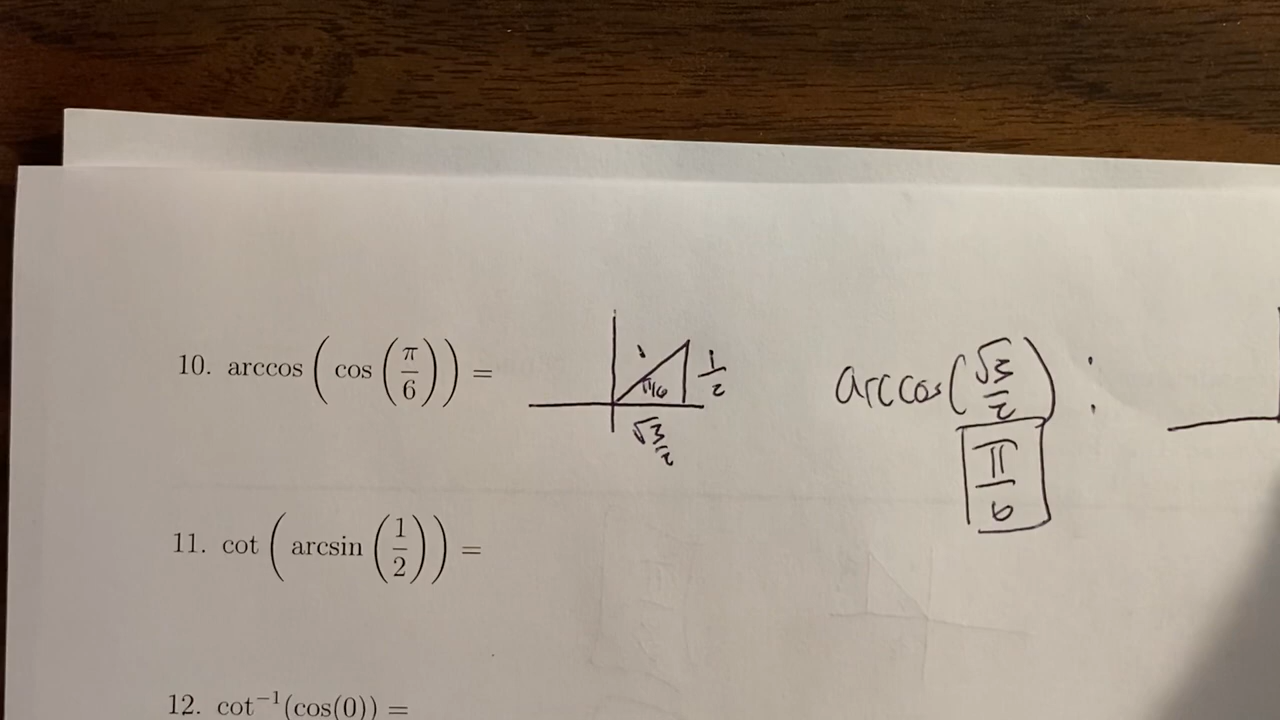 10. arccos(cos(π/6)) =
1
π/6
1/2
√3/2
arccos(√3/2) :
π/6
11. cot(arcsin(1/2)) =
12. cot⁻¹(cos(0)) =